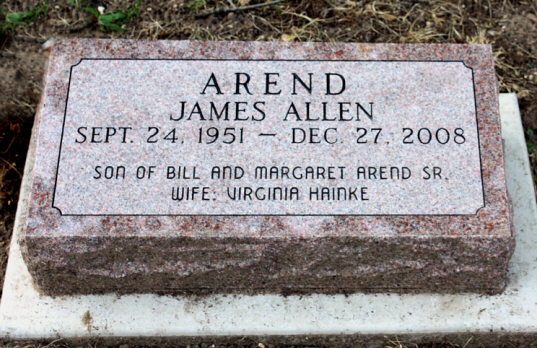 AREND
JAMES ALLEN
SEPT. 24, 1951 – DEC. 27, 2008
SON OF BILL AND MARGARET AREND SR.
WIFE: VIRGINIA HAINKE